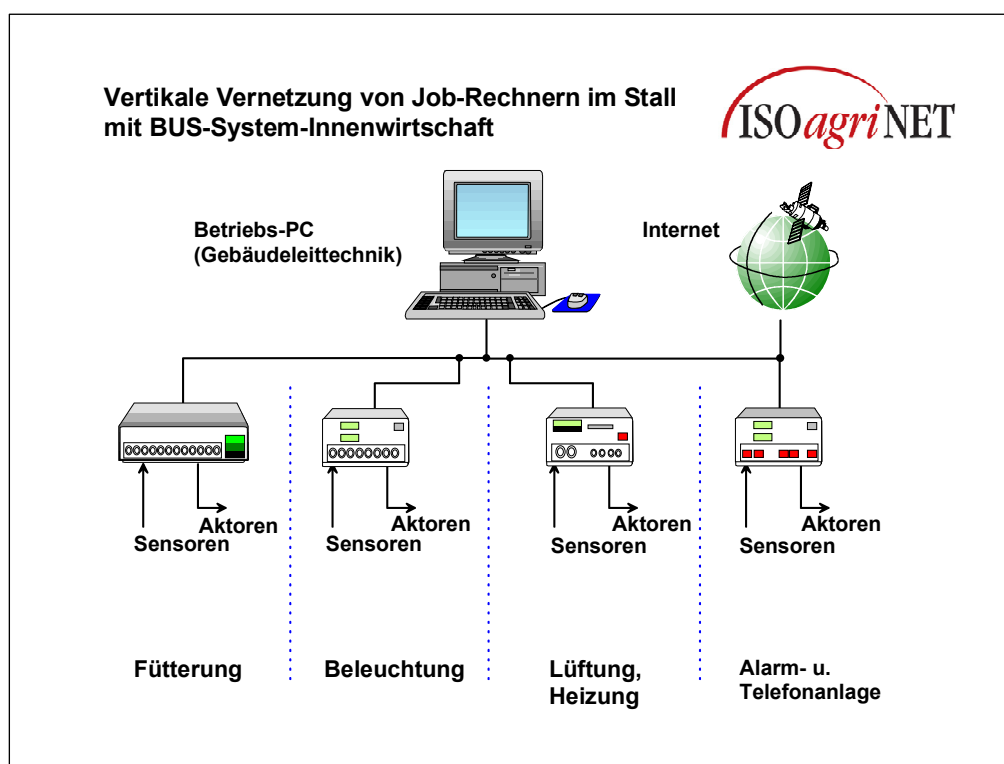 Vertikale Vernetzung von Job-Rechnern im Stall
mit BUS-System-Innenwirtschaft
ISOagriNET
Betriebs-PC
(Gebäudeleittechnik)
Internet
Aktoren
Sensoren
Aktoren
Sensoren
Aktoren
Sensoren
Aktoren
Sensoren
Fütterung
Beleuchtung
Lüftung,
Heizung
Alarm- u.
Telefonanlage